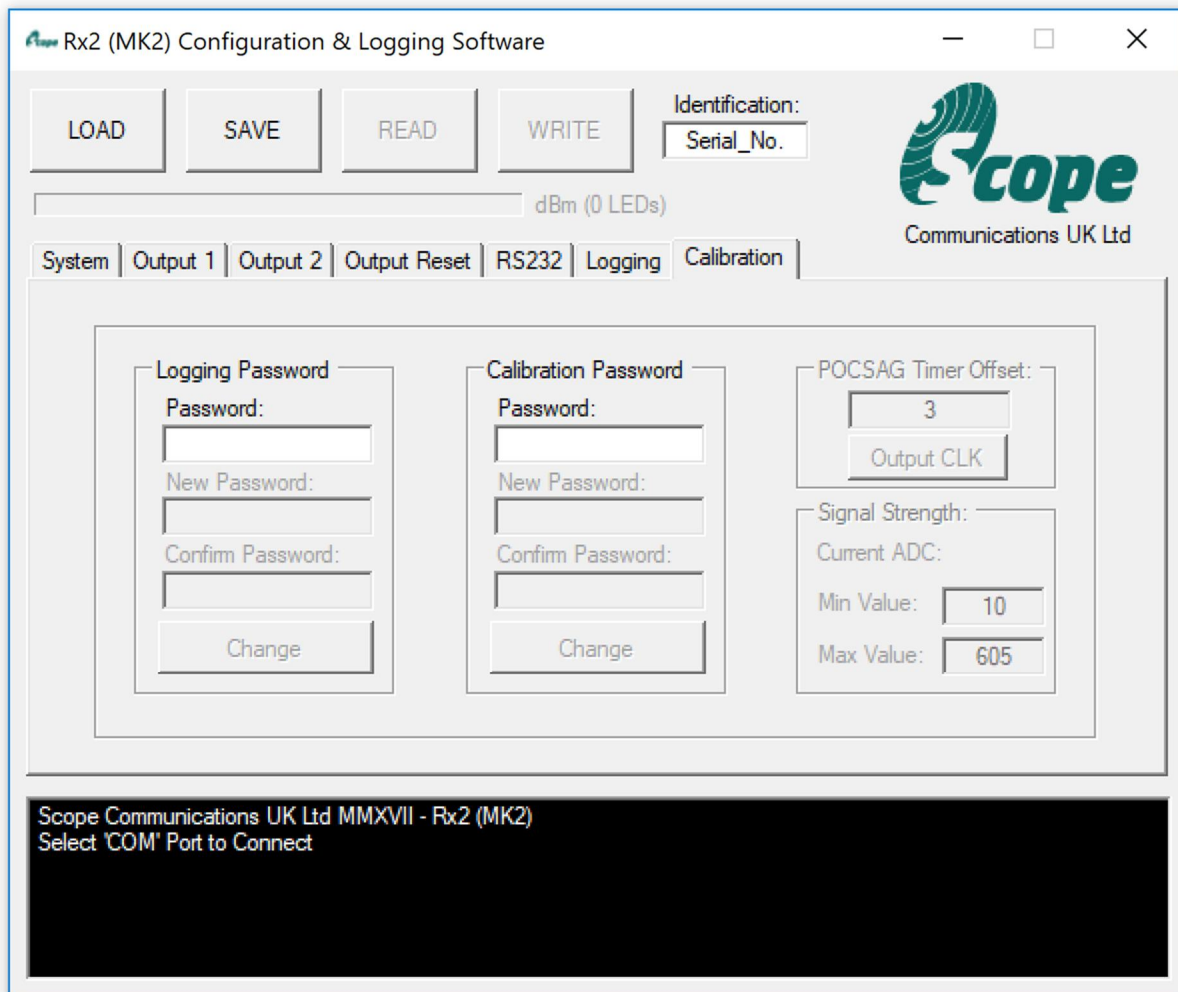 Rx2 (MK2) Configuration & Logging Software
LOAD
SAVE
READ
WRITE
Identification:
Serial_No.
dBm (0 LEDs)
Scope
Communications UK Ltd
System
Output 1
Output 2
Output Reset
RS232
Logging
Calibration
Logging Password
Password:
New Password:
Confirm Password:
Change
Calibration Password
Password:
New Password:
Confirm Password:
Change
POCSAG Timer Offset:
3
Output CLK
Signal Strength:
Current ADC:
Min Value:
10
Max Value:
605
Scope Communications UK Ltd MMXVII - Rx2 (MK2)
Select 'COM' Port to Connect